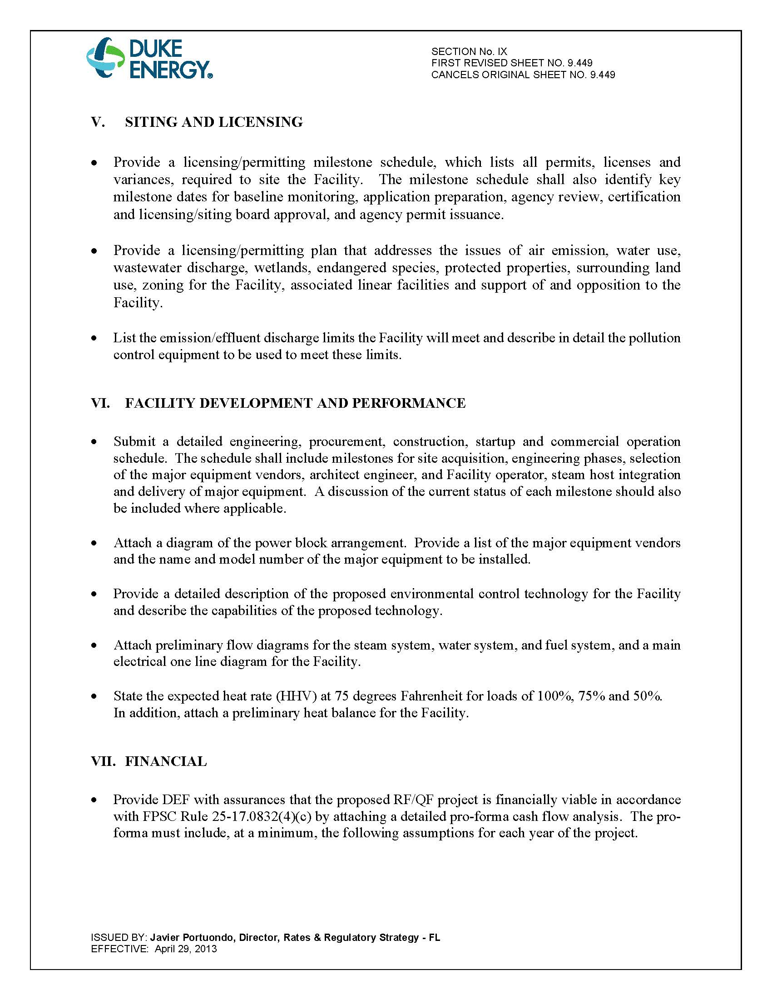 DUKE
ENERGY®
SECTION No. IX
FIRST REVISED SHEET NO. 9.449
CANCELS ORIGINAL SHEET NO. 9.449
V. SITING AND LICENSING
• Provide a licensing/permitting milestone schedule, which lists all permits, licenses and
variances, required to site the Facility. The milestone schedule shall also identify key
milestone dates for baseline monitoring, application preparation, agency review, certification
and licensing/siting board approval, and agency permit issuance.
• Provide a licensing/permitting plan that addresses the issues of air emission, water use,
wastewater discharge, wetlands, endangered species, protected properties, surrounding land
use, zoning for the Facility, associated linear facilities and support of and opposition to the
Facility.
• List the emission/effluent discharge limits the Facility will meet and describe in detail the pollution
control equipment to be used to meet these limits.
VI. FACILITY DEVELOPMENT AND PERFORMANCE
• Submit a detailed engineering, procurement, construction, startup and commercial operation
schedule. The schedule shall include milestones for site acquisition, engineering phases, selection
of the major equipment vendors, architect engineer, and Facility operator, steam host integration
and delivery of major equipment. A discussion of the current status of each milestone should also
be included where applicable.
• Attach a diagram of the power block arrangement. Provide a list of the major equipment vendors
and the name and model number of the major equipment to be installed.
• Provide a detailed description of the proposed environmental control technology for the Facility
and describe the capabilities of the proposed technology.
• Attach preliminary flow diagrams for the steam system, water system, and fuel system, and a main
electrical one line diagram for the Facility.
• State the expected heat rate (HHV) at 75 degrees Fahrenheit for loads of 100%, 75% and 50%.
In addition, attach a preliminary heat balance for the Facility.
VII. FINANCIAL
• Provide DEF with assurances that the proposed RF/QF project is financially viable in accordance
with FPSC Rule 25-17.0832(4)(c) by attaching a detailed pro-forma cash flow analysis. The pro-
forma must include, at a minimum, the following assumptions for each year of the project.
ISSUED BY: Javier Portuondo, Director, Rates & Regulatory Strategy - FL
EFFECTIVE: April 29, 2013